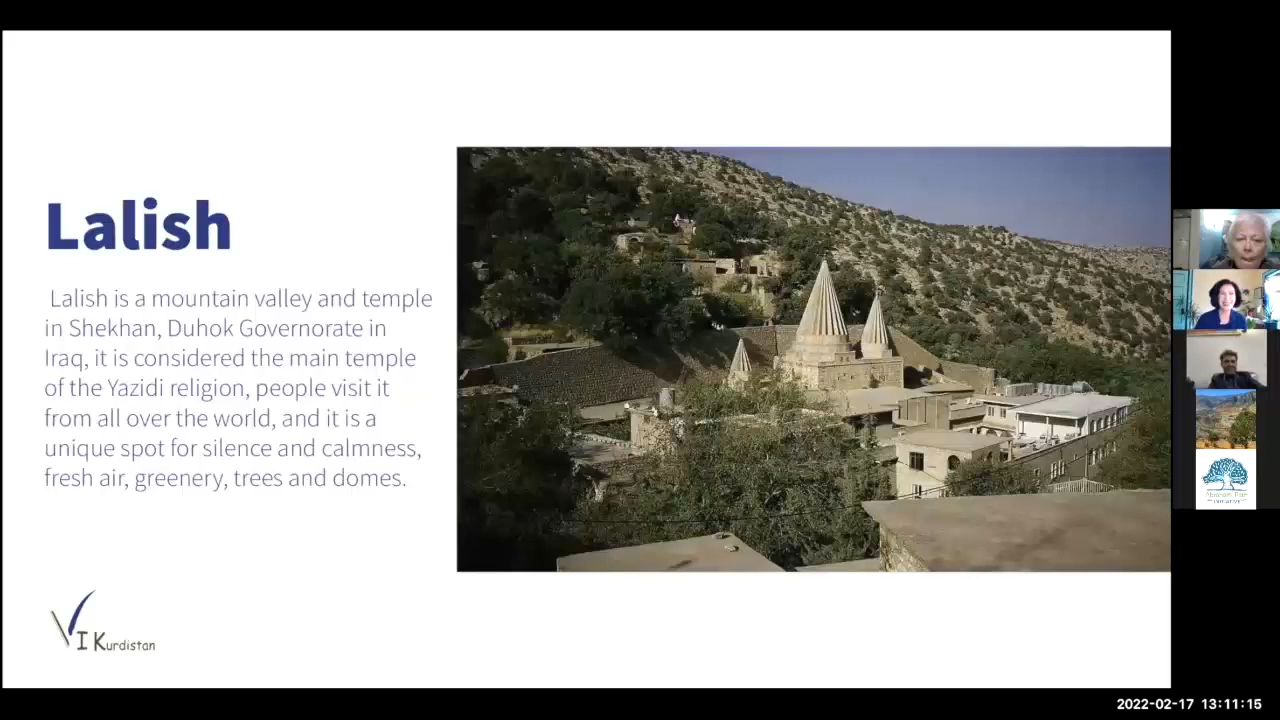 Lalish
Lalish is a mountain valley and temple
in Shekhan, Duhok Governorate in
Iraq, it is considered the main temple
of the Yazidi religion, people visit it
from all over the world, and it is a
unique spot for silence and calmness,
fresh air, greenery, trees and domes.
VI Kurdistan
2022-02-17 13:11:15